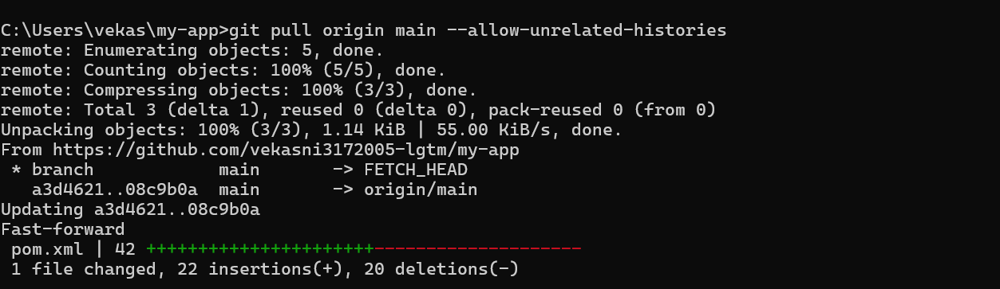 C:\Users\vekas\my-app>git pull origin main --allow-unrelated-histories
remote: Enumerating objects: 5, done.
remote: Counting objects: 100% (5/5), done.
remote: Compressing objects: 100% (3/3), done.
remote: Total 3 (delta 1), reused 0 (delta 0), pack-reused 0 (from 0)
Unpacking objects: 100% (3/3), 1.14 KiB | 55.00 KiB/s, done.
From https://github.com/vekasni3172005-lgtm/my-app
 * branch            main       -> FETCH_HEAD
   a3d4621..08c9b0a  main       -> origin/main
Updating a3d4621..08c9b0a
Fast-forward
 pom.xml | 42 ++++++++++++++++++++++--------------------
 1 file changed, 22 insertions(+), 20 deletions(-)